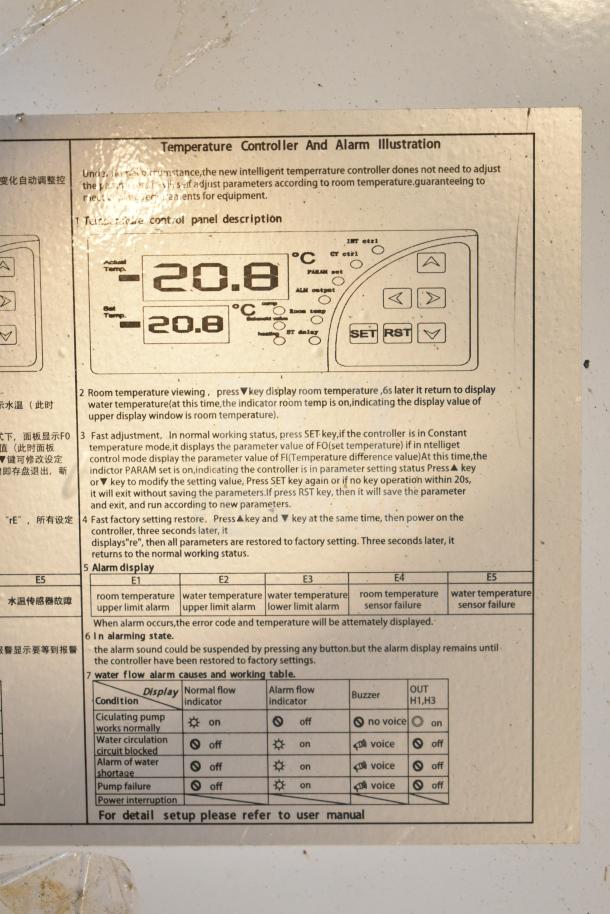 Temperature Controller And Alarm Illustration
变化自动调整控
the new intelligent temperrature controller dones not need to adjust
adjust parameters according to room temperature.guaranteeing to
for equipment.
1 control panel description
Actual
Temp.
-20.8 °C
Set
Temp.
-20.8 °C
INT ctrl
CT ctrl
PARAM set
ALM output
Room temp
ST delay
heating
SET RST
2 Room temperature viewing , press▼key display room temperature ,6s later it return to display
water temperature(at this time,the indicator room temp is on,indicating the display value of
upper display window is room temperature).
示水温（此时
3 Fast adjustment. In normal working status, press SET key,if the controller is in Constant
temperature mode,it displays the parameter value of FO(set temperature) if in ntelliget
control mode display the parameter value of FI(Temperature difference value)At this time,the
indictor PARAM set is on,indicating the controller is in parameter setting status Press▲ key
or▼ key to modify the setting value, Press SET key again or if no key operation within 20s,
it will exit without saving the parameters.If press RST key, then it will save the parameter
and exit, and run according to new parameters.
式下，面板显示F0
值（此时面板
▼键可修改设定
即存盘退出，
4 Fast factory setting restore. Press▲key and ▼ key at the same time, then power on the
controller, three seconds later, it
displays"re", then all parameters are restored to factory setting. Three seconds later, it
returns to the normal working status.
"rE"，所有设定
5 Alarm display
E5
水温传感器故障
E1 E2 E3 E4 E5
room temperature water temperature water temperature room temperature water temperature
upper limit alarm upper limit alarm lower limit alarm sensor failure sensor failure
When alarm occurs,the error code and temperature will be attemately displayed.
6 In alarming state.
the alarm sound could be suspended by pressing any button.but the alarm display remains until
the controller have been restored to factory settings.
警显示要等到报警
7 water flow alarm causes and working table.
Display Normal flow Alarm flow Buzzer OUT
Condition indicator indicator H1,H3
Ciculating pump
works normally on off no voice on
Water circulation
circuit blocked off on voice off
Alarm of water
shortage off on voice off
Pump failure off on voice off
Power interruption
For detail setup please refer to user manual